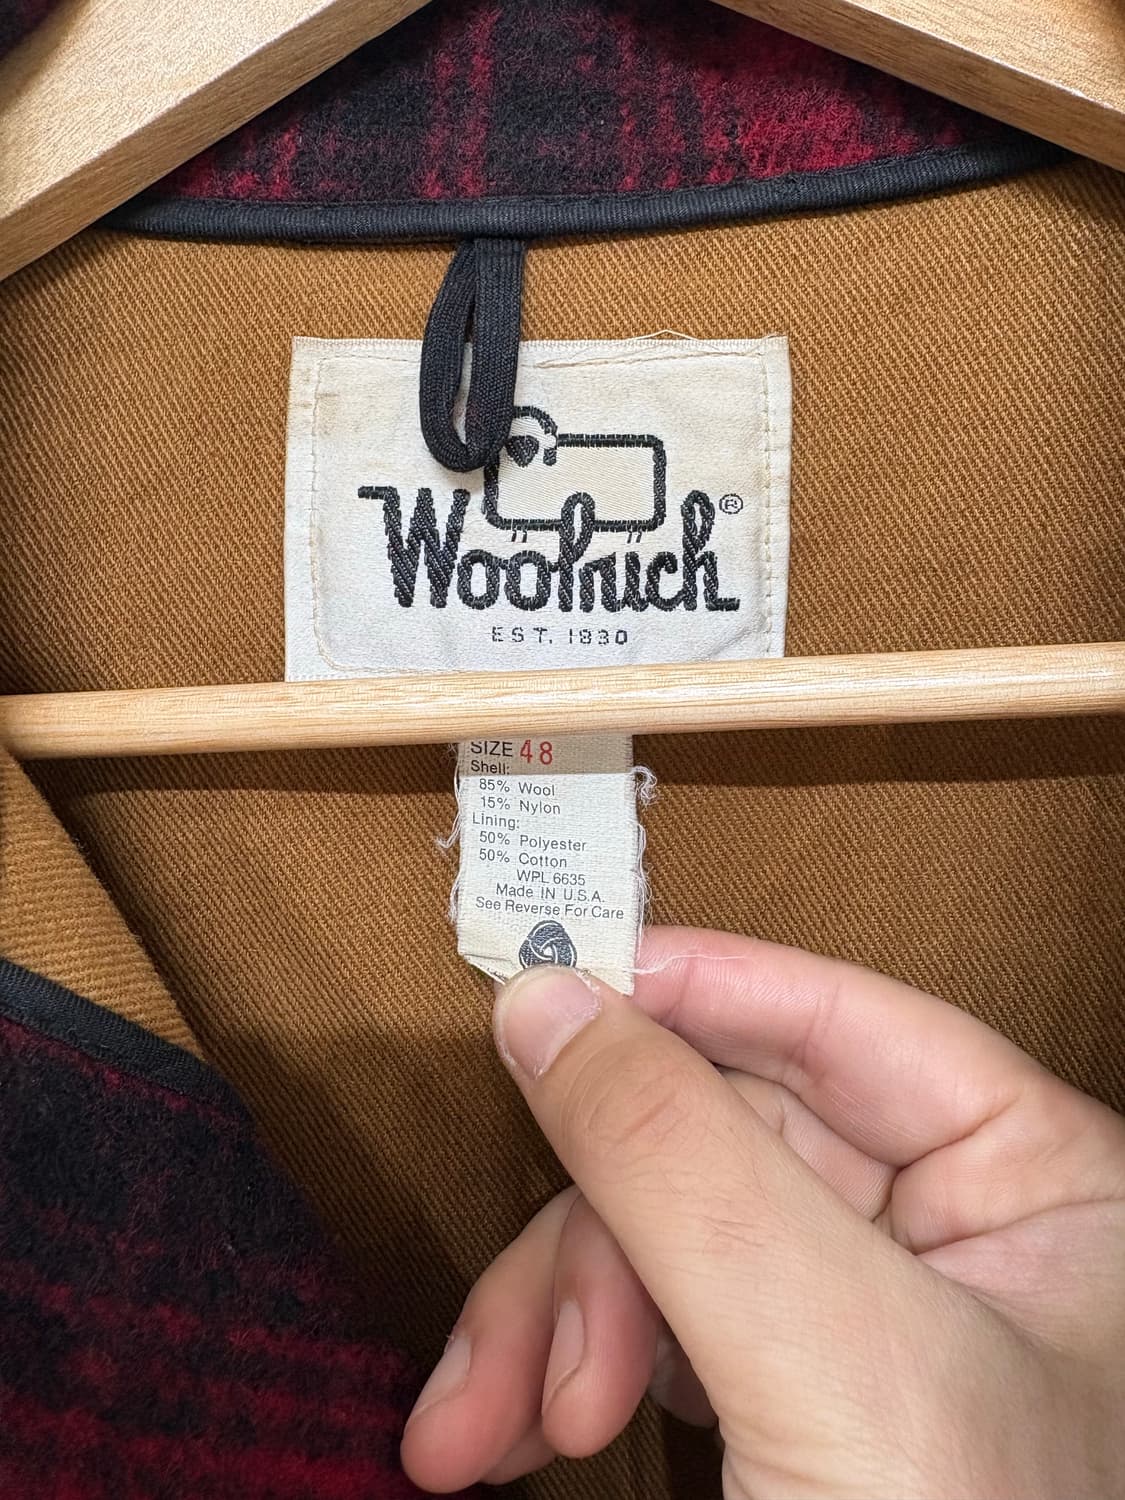 Woolrich®
EST. 1830
SIZE 48
Shell:
85% Wool
15% Nylon
Lining:
50% Polyester
50% Cotton
WPL 6635
Made IN U.S.A.
See Reverse For Care